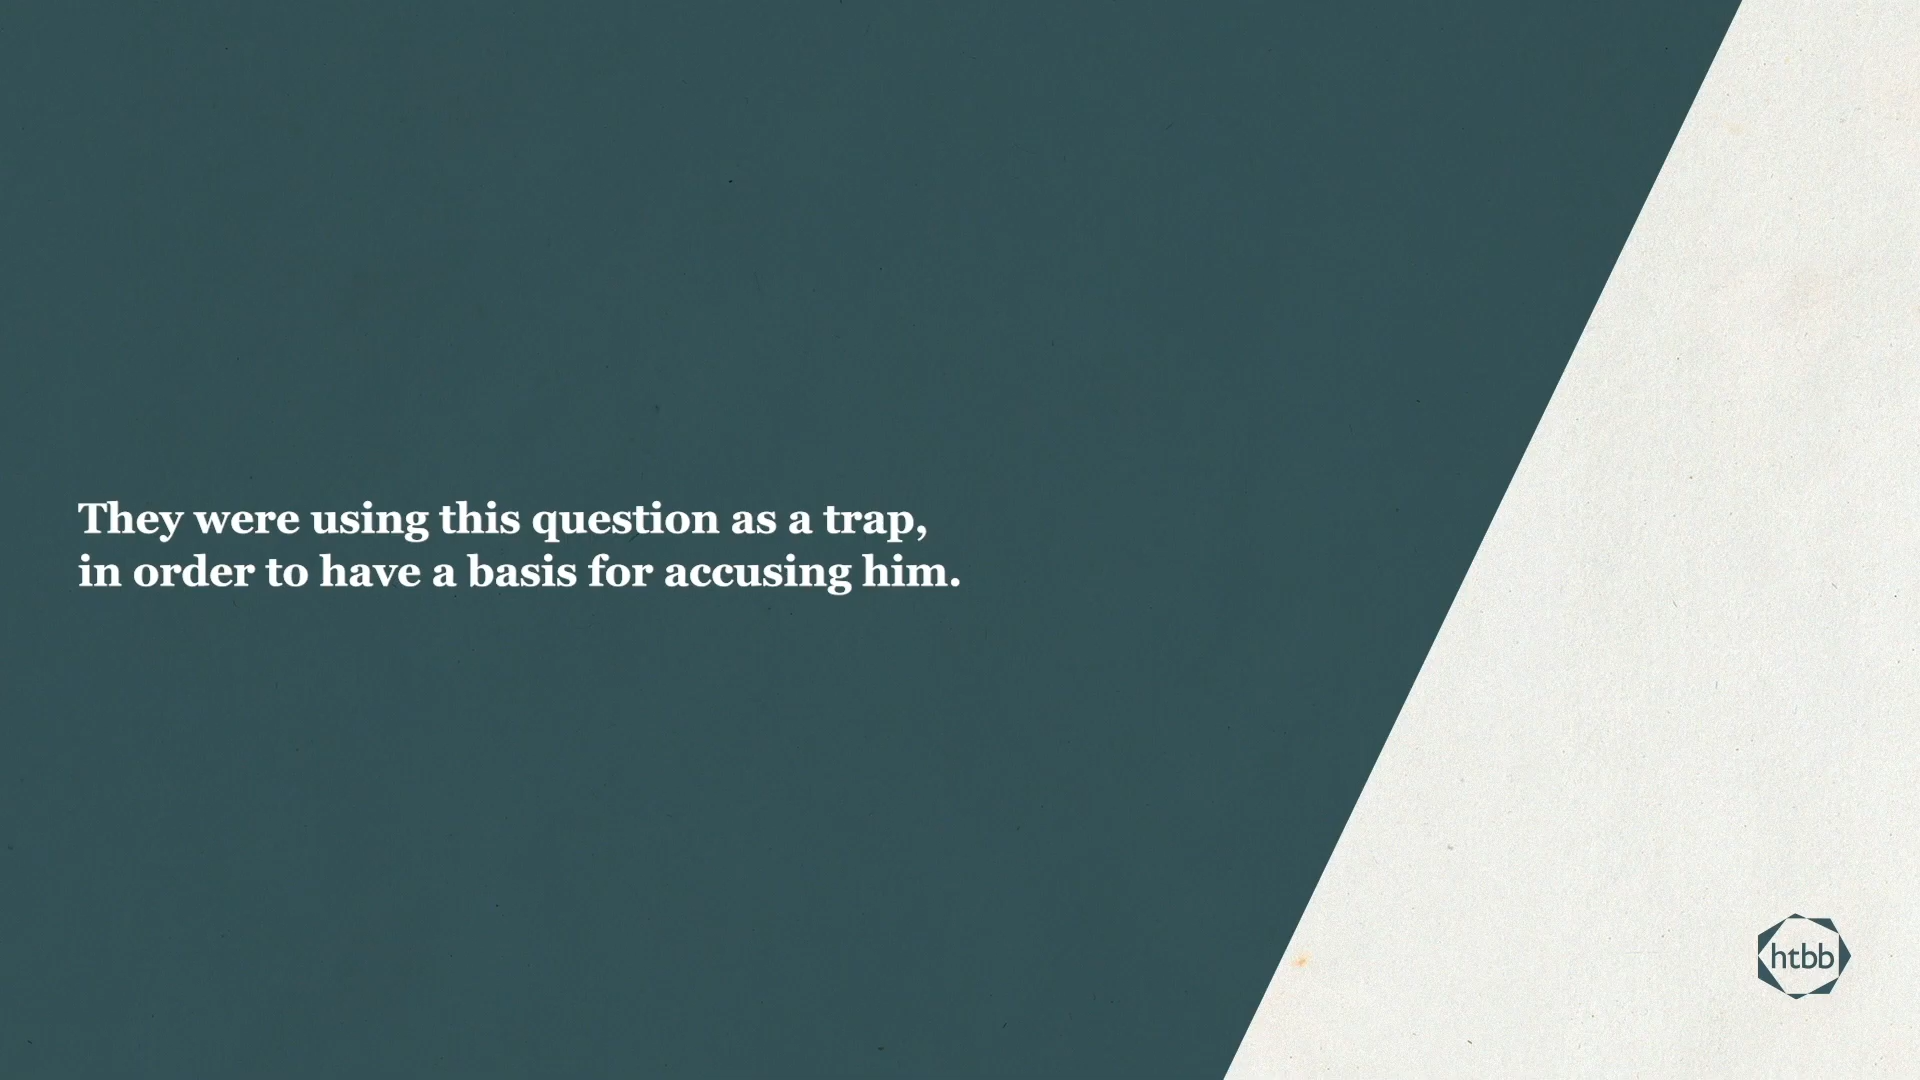 They were using this question as a trap,
in order to have a basis for accusing him.
htbb